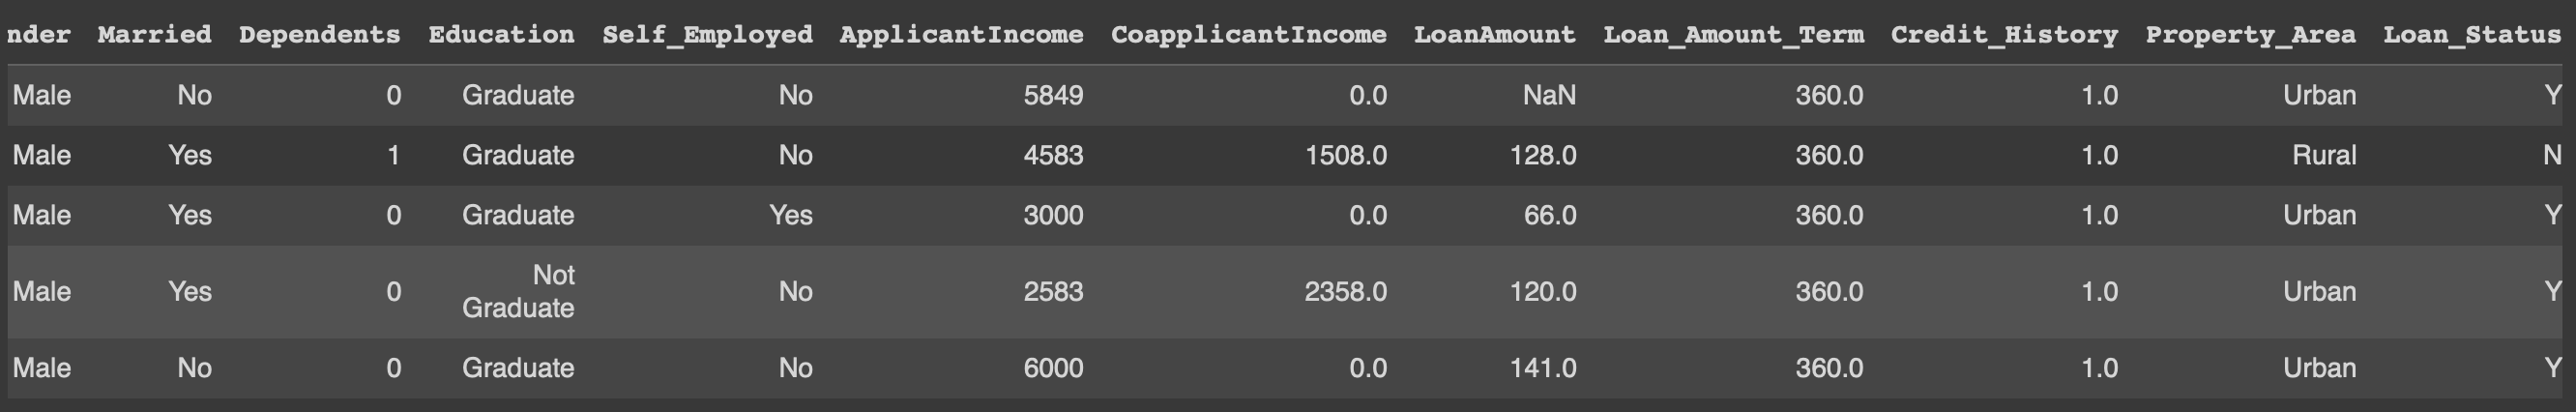 nder Married Dependents Education Self_Employed ApplicantIncome CoapplicantIncome LoanAmount Loan_Amount_Term Credit_History Property_Area Loan_Status
Male No 0 Graduate No 5849 0.0 NaN 360.0 1.0 Urban Y
Male Yes 1 Graduate No 4583 1508.0 128.0 360.0 1.0 Rural N
Male Yes 0 Graduate Yes 3000 0.0 66.0 360.0 1.0 Urban Y
Male Yes 0 Not Graduate No 2583 2358.0 120.0 360.0 1.0 Urban Y
Male No 0 Graduate No 6000 0.0 141.0 360.0 1.0 Urban Y